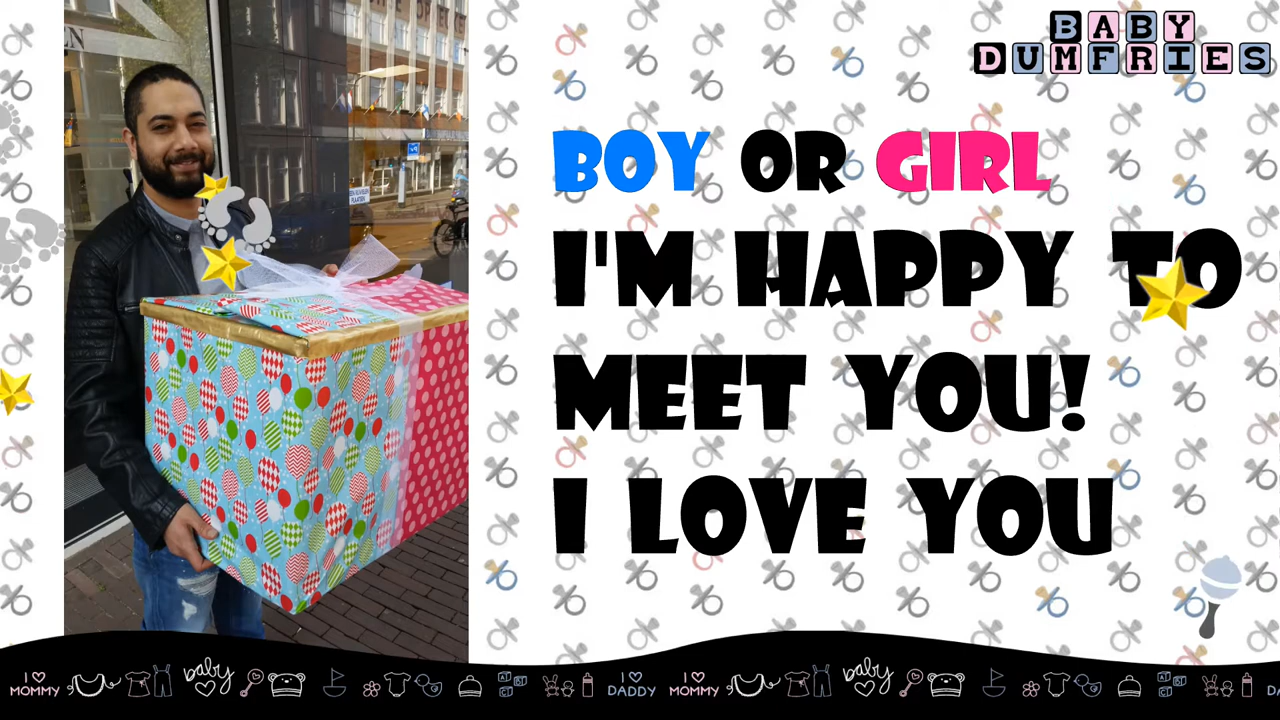 BABY
DUMFRIES
BOY OR GIRL
I'M HAPPY TO
MEET YOU!
I LOVE YOU
I ♡ MOMMY
baby
I ♡ DADDY
I ♡ MOMMY
baby